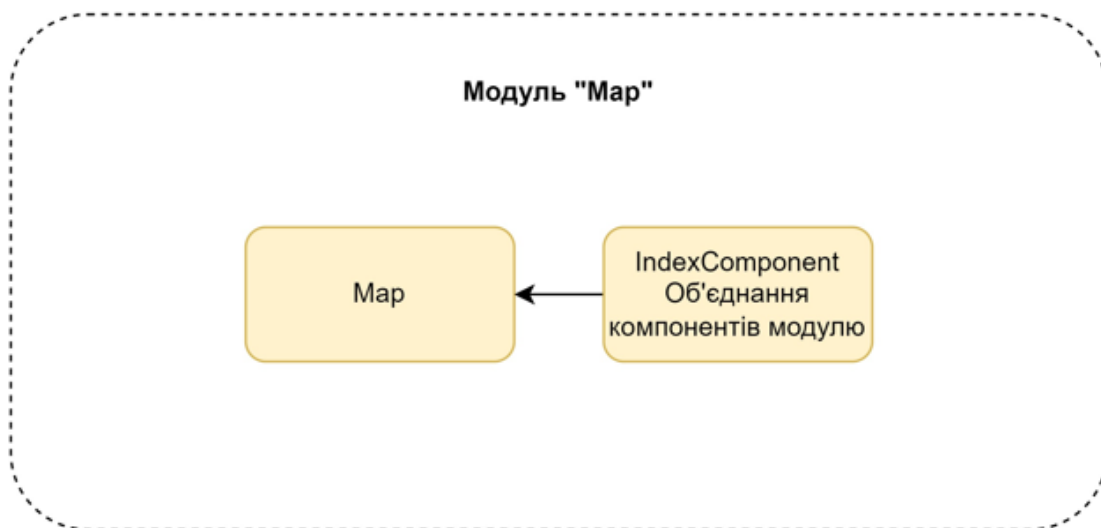 Модуль "Map"
Map
IndexComponent
Об'єднання
компонентів модулю